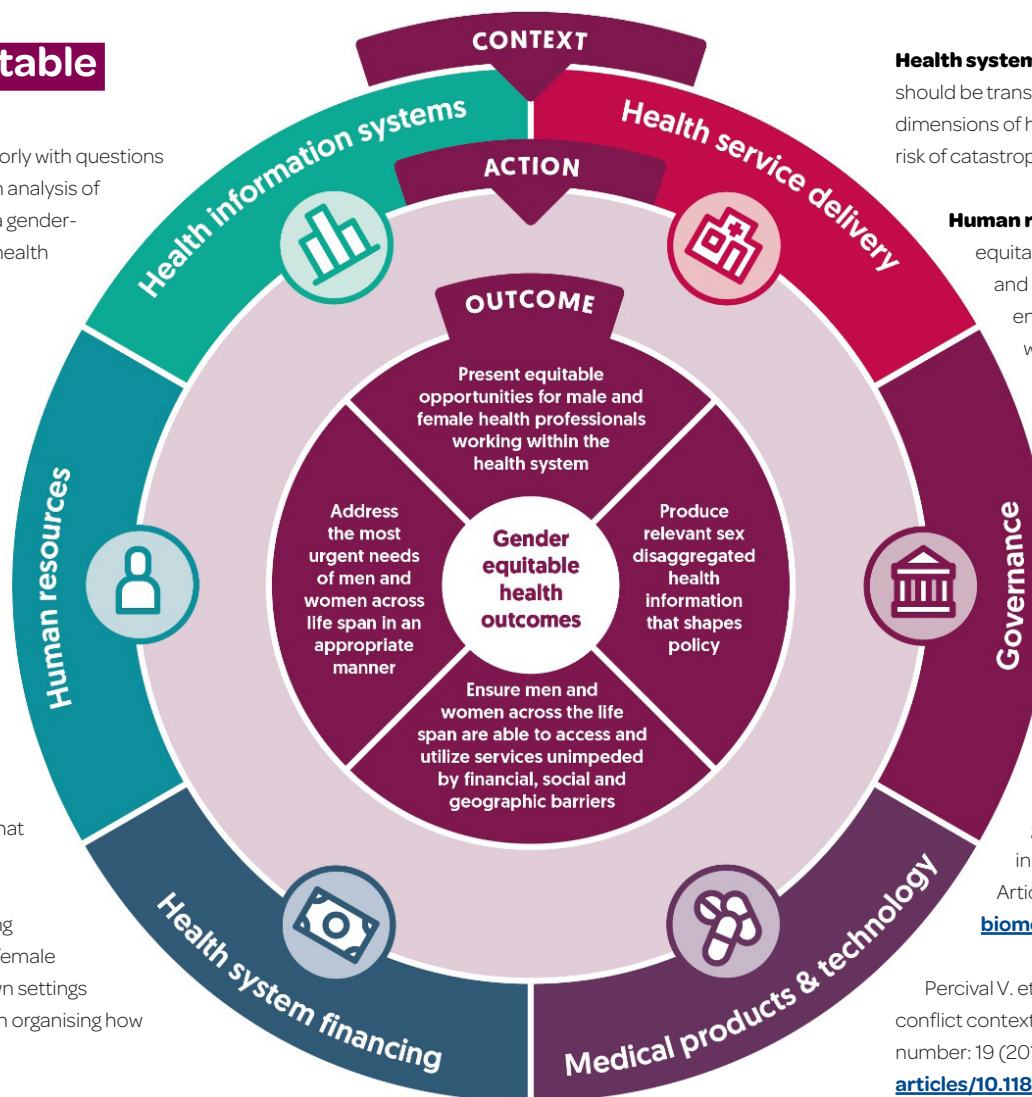 CONTEXT
Health information systems
Health service delivery
ACTION
OUTCOME
Present equitable
opportunities for male and
female health professionals
working within the
health system
Address
the most
urgent needs
of men and
women across
life span in an
appropriate
manner
Gender
equitable
health
outcomes
Produce
relevant sex
disaggregated
health
information
that shapes
policy
Ensure men and
women across the life
span are able to access and
utilize services unimpeded
by financial, social and
geographic barriers
Human resources
Governance
Health system financing
Medical products & technology
table
orly with questions
analysis of
gender-
health
hat
emale
settings
organising how
Health system
should be trans
dimensions of h
risk of catastrop
Human r
equita
and
en
w
in
Artic
biome
Percival V. et
conflict context
number: 19 (201
articles/10.118